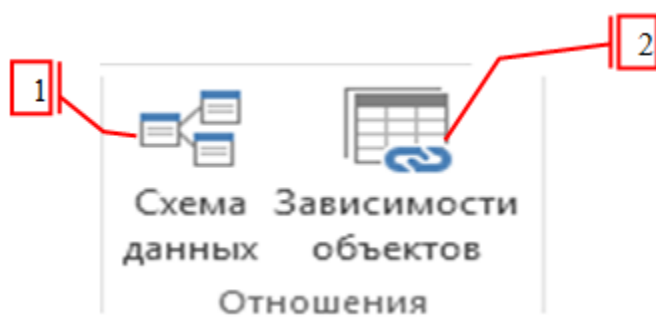 1
2
Схема Зависимости
данных объектов
Отношения